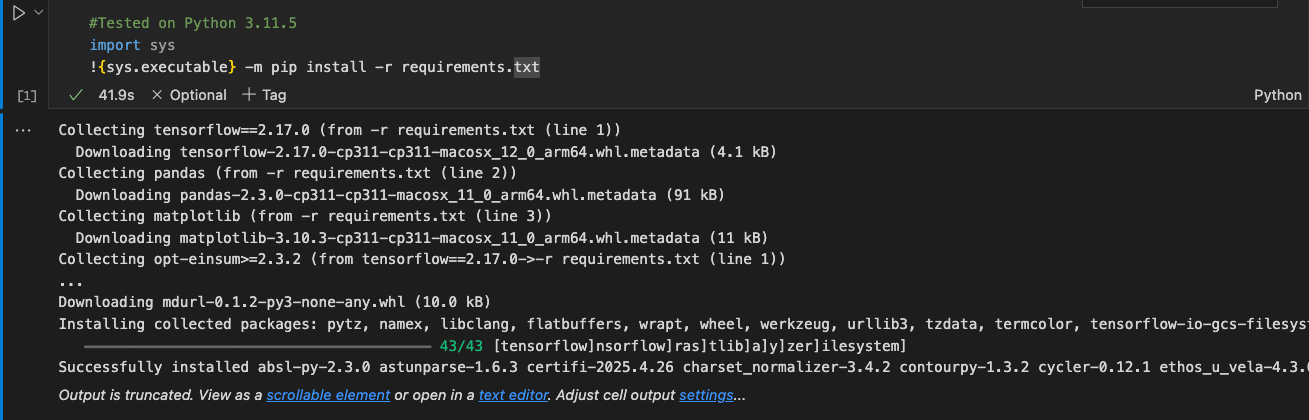 #Tested on Python 3.11.5
import sys
!{sys.executable} -m pip install -r requirements.txt
[1]
41.9s
Optional
Tag
Python
...
Collecting tensorflow==2.17.0 (from -r requirements.txt (line 1))
Downloading tensorflow-2.17.0-cp311-cp311-macosx_12_0_arm64.whl.metadata (4.1 kB)
Collecting pandas (from -r requirements.txt (line 2))
Downloading pandas-2.3.0-cp311-cp311-macosx_11_0_arm64.whl.metadata (91 kB)
Collecting matplotlib (from -r requirements.txt (line 3))
Downloading matplotlib-3.10.3-cp311-cp311-macosx_11_0_arm64.whl.metadata (11 kB)
Collecting opt-einsum>=2.3.2 (from tensorflow==2.17.0->-r requirements.txt (line 1))
...
Downloading mdurl-0.1.2-py3-none-any.whl (10.0 kB)
Installing collected packages: pytz, namex, libclang, flatbuffers, wrapt, wheel, werkzeug, urllib3, tzdata, termcolor, tensorflow-io-gcs-filesyst
43/43 [tensorflow]nsorflow]ras]tlib]a]y]zer]ilesystem]
Successfully installed absl-py-2.3.0 astunparse-1.6.3 certifi-2025.4.26 charset_normalizer-3.4.2 contourpy-1.3.2 cycler-0.12.1 ethos_u_vela-4.3.0
Output is truncated. View as a scrollable element or open in a text editor. Adjust cell output settings...